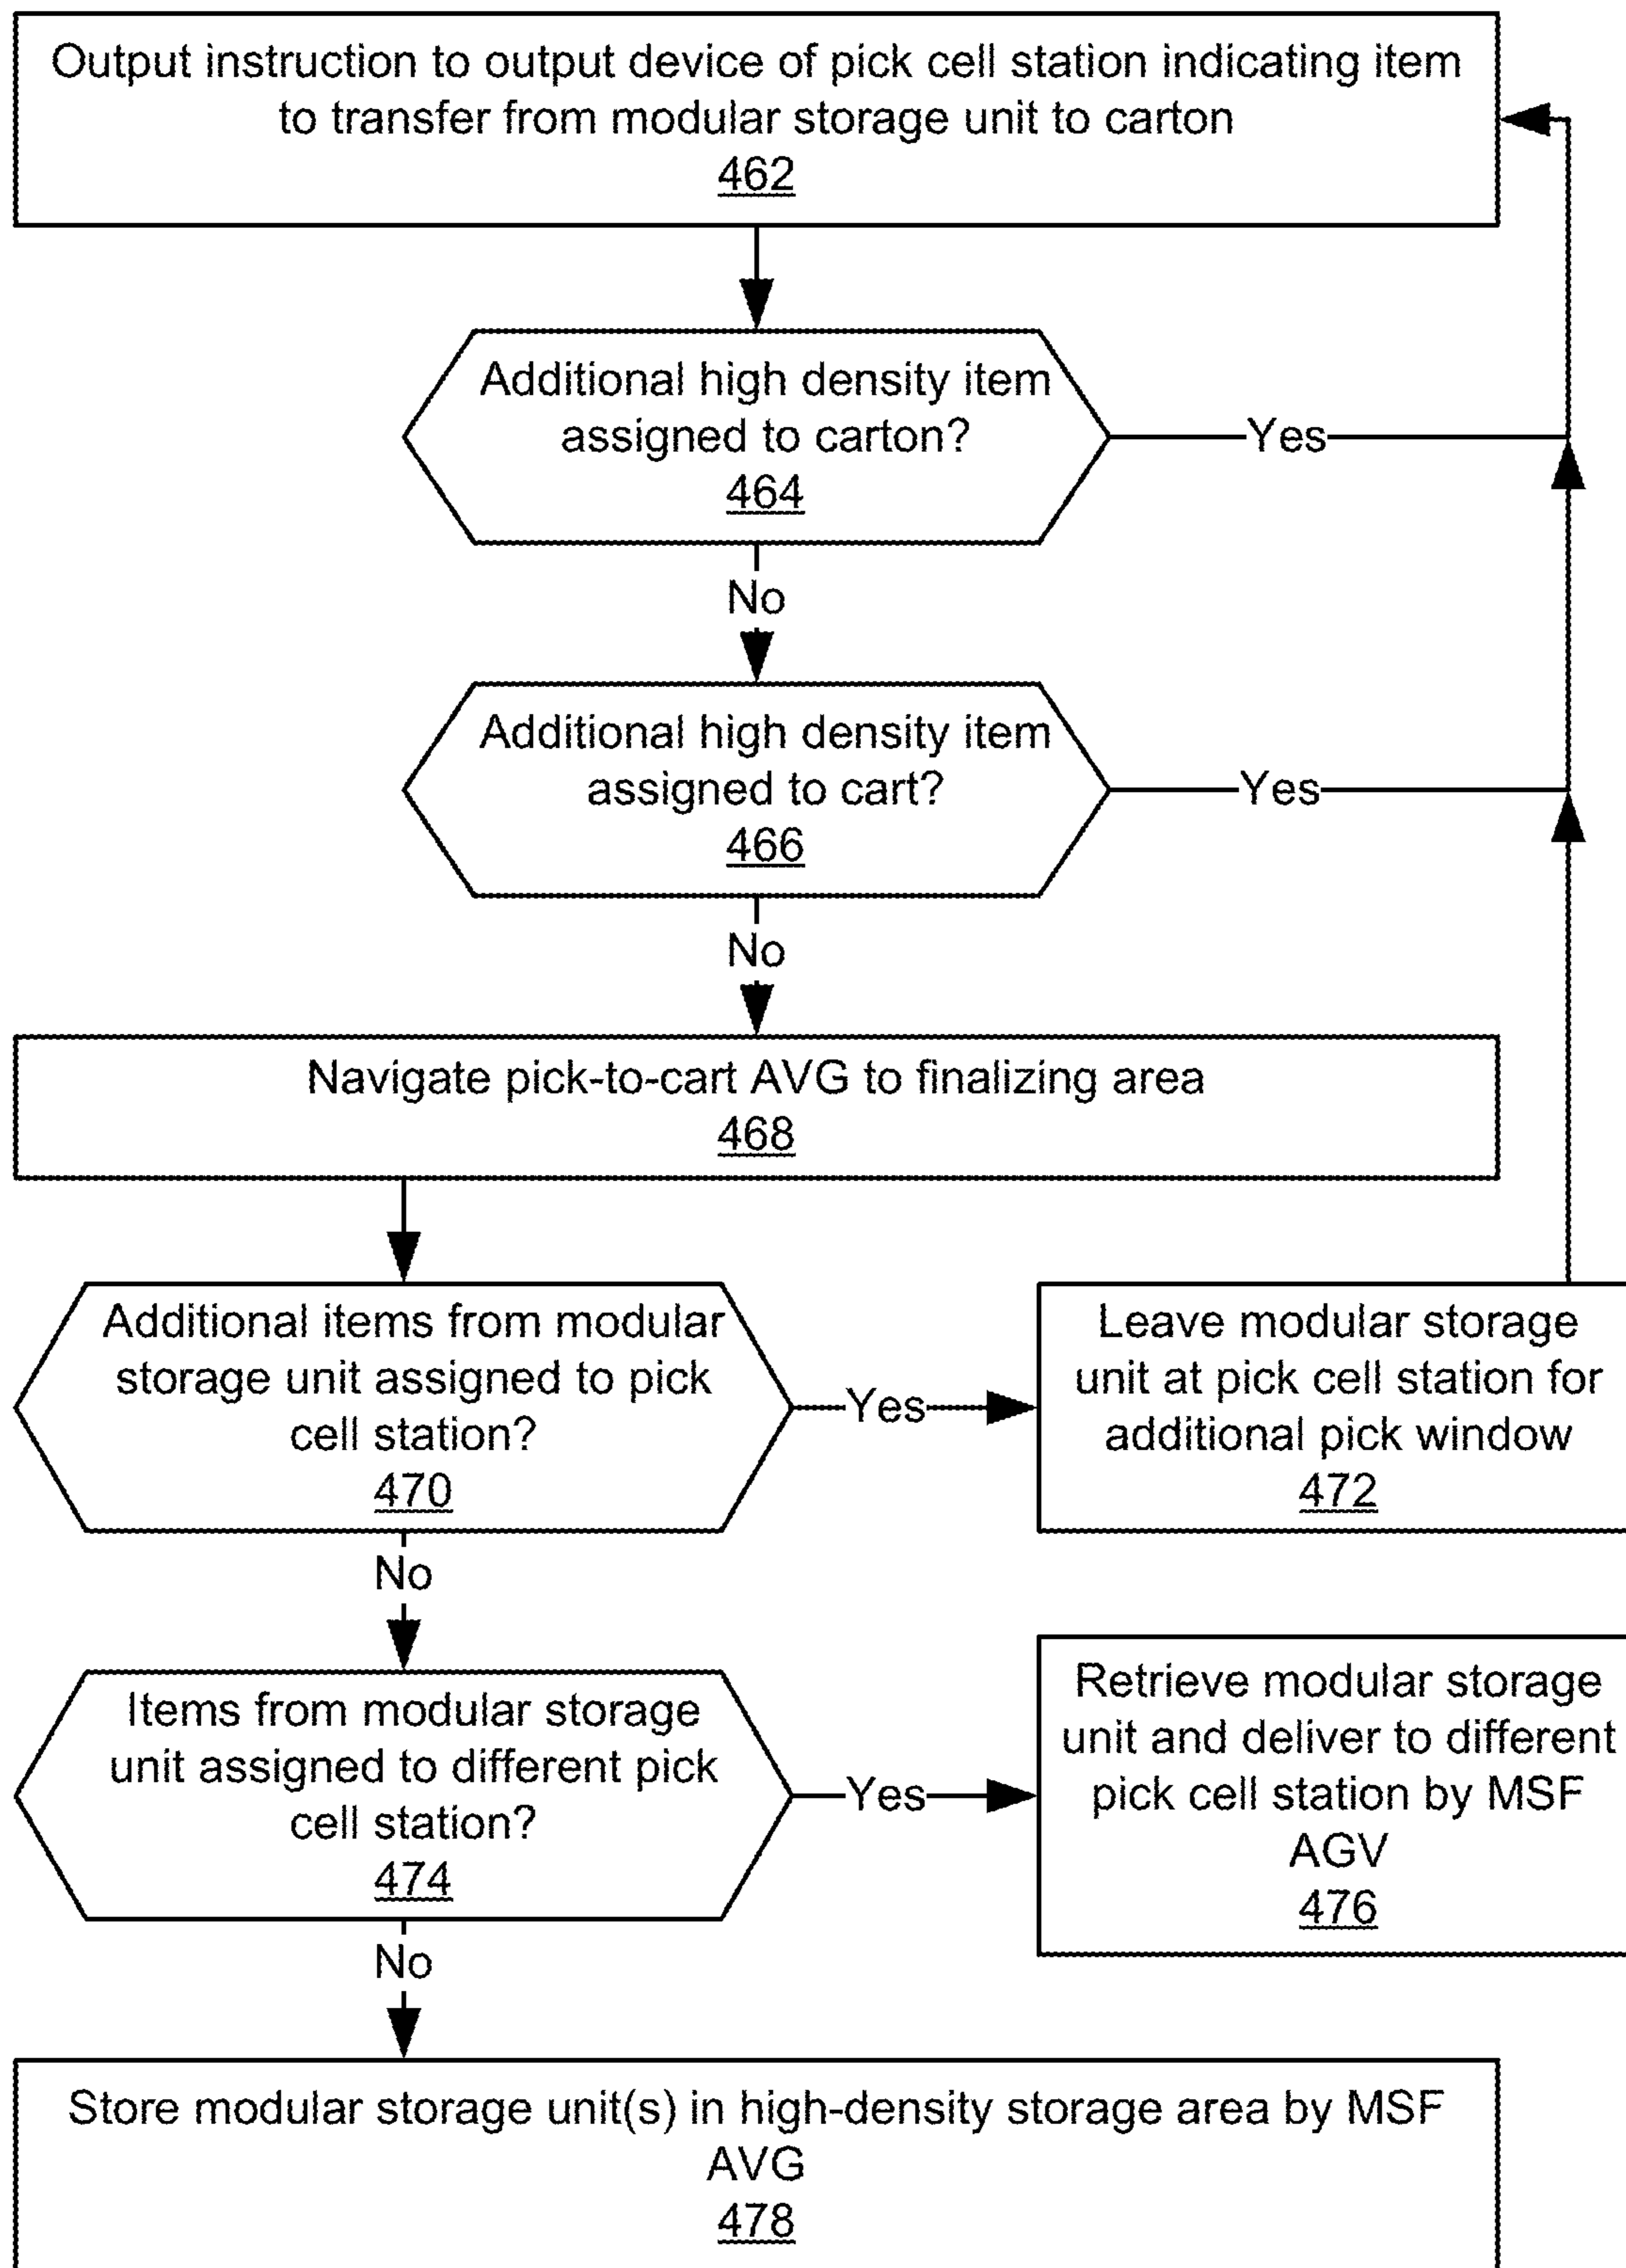 Output instruction to output device of pick cell station indicating item
to transfer from modular storage unit to carton
462
Additional high density item
assigned to carton?
464
Yes
No
Additional high density item
assigned to cart?
466
Yes
No
Navigate pick-to-cart AVG to finalizing area
468
Additional items from modular
storage unit assigned to pick
cell station?
470
Yes
Leave modular storage
unit at pick cell station for
additional pick window
472
No
Items from modular storage
unit assigned to different pick
cell station?
474
Yes
Retrieve modular storage
unit and deliver to different
pick cell station by MSF
AGV
476
No
Store modular storage unit(s) in high-density storage area by MSF
AVG
478